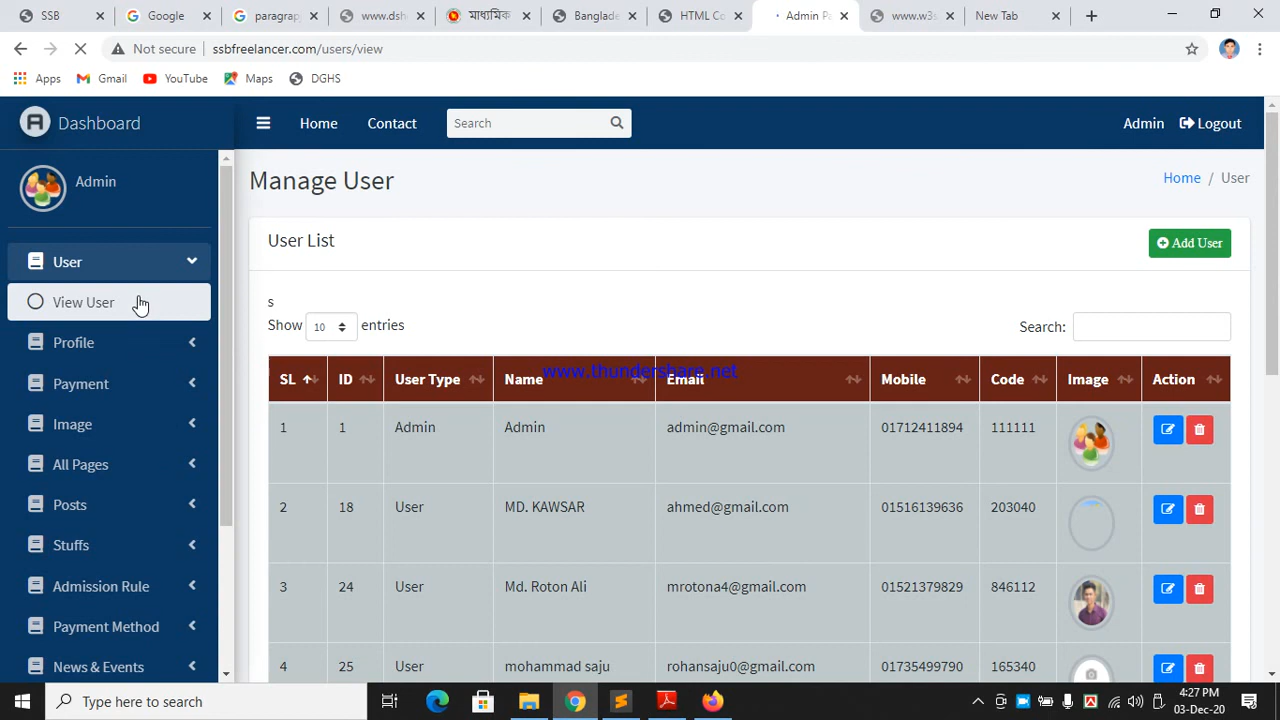 SSB
Google
paragrap
www.dsh
মাধ্যমিক
Banglade
HTML Co
Admin Pa
www.w3s
New Tab
Not secure
ssbfreelancer.com/users/view
Apps
Gmail
YouTube
Maps
DGHS
Dashboard
Home
Contact
Search
Admin
Logout
Admin
Manage User
Home / User
User
View User
Profile
Payment
Image
All Pages
Posts
Stuffs
Admission Rule
Payment Method
News & Events
User List
Add User
s
Show 10 entries
Search:
www.thundershare.net
SL ID User Type Name Email Mobile Code Image Action
1 1 Admin Admin admin@gmail.com 01712411894 111111
2 18 User MD. KAWSAR ahmed@gmail.com 01516139636 203040
3 24 User Md. Roton Ali mrotona4@gmail.com 01521379829 846112
4 25 User mohammad saju rohansaju0@gmail.com 01735499790 165340
Type here to search
4:27 PM
03-Dec-20